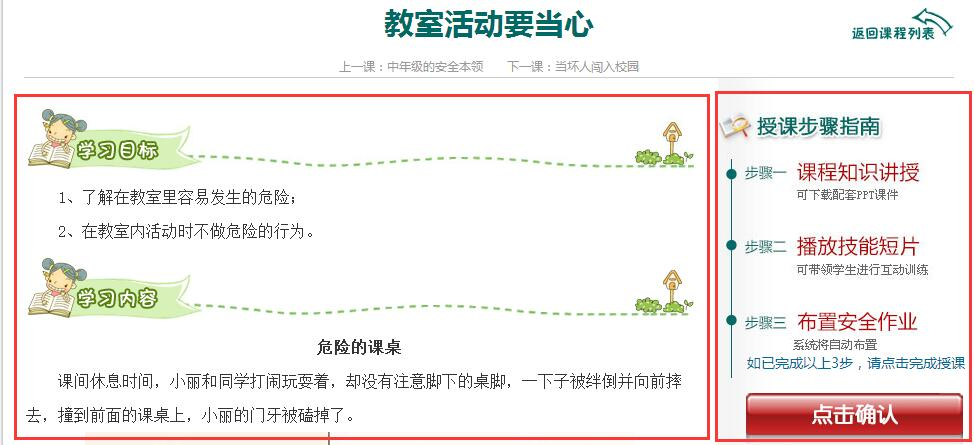 教室活动要当心
返回课程列表
上一课：中年级的安全本领 下一课：当坏人闯入校园
学习目标
1、了解在教室里容易发生的危险；
2、在教室内活动时不做危险的行为。
学习内容
危险的课桌
课间休息时间，小丽和同学打闹玩耍着，却没有注意脚下的桌脚，一下子被绊倒并向前摔
去，撞到前面的课桌上，小丽的门牙被磕掉了。
授课步骤指南
步骤一 课程知识讲授
可下载配套PPT课件
步骤二 播放技能短片
可带领学生进行互动训练
步骤三 布置安全作业
系统将自动布置
如已完成以上3步，请点击完成授课
点击确认